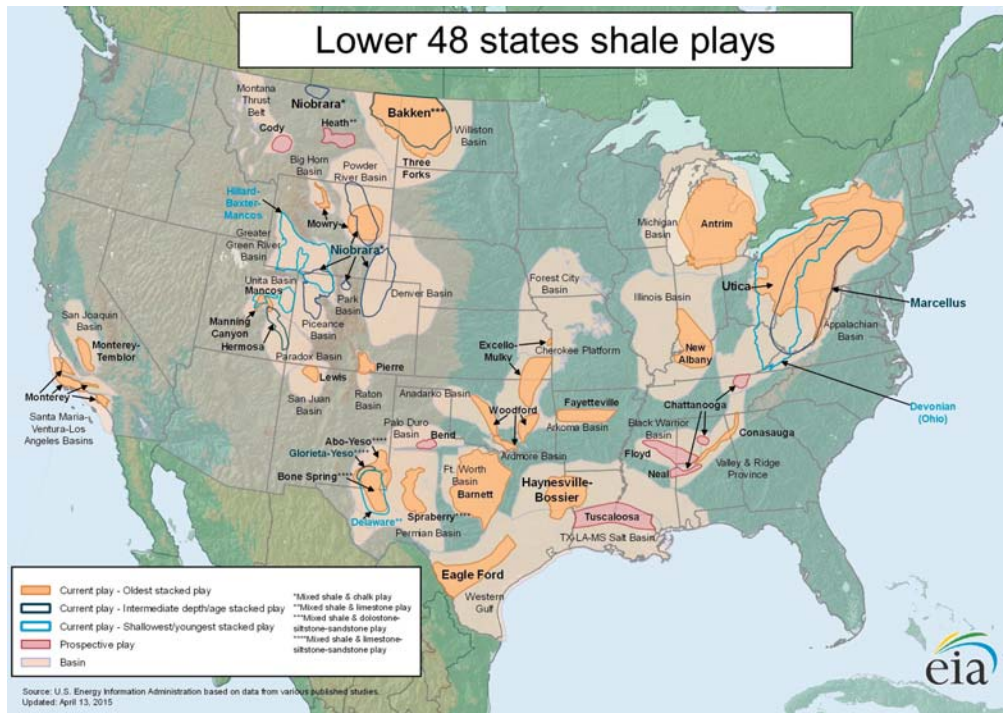 Lower 48 states shale plays
Montana
Thrust
Belt
Niobrara*
Bakken***
Cody
Heath**
Williston
Basin
Big Horn
Basin
Powder
River Basin
Three
Forks
Hillard-
Baxter-
Mancos
Mowry
Greater
Green River
Basin
Niobrara*
Uinta Basin
Mancos
Park
Basin
Denver Basin
Manning
Canyon
Piceance
Basin
Hermosa
Paradox Basin
San Joaquin
Basin
Monterey-
Temblor
Monterey
Santa Maria-
Ventura-Los
Angeles Basins
Lewis
Pierre
San Juan
Basin
Raton
Basin
Anadarko Basin
Palo Duro
Basin
Bend
Abo-Yeso****
Glorieta-Yeso****
Bone Spring****
Delaware**
Spraberry****
Permian Basin
Ft. Worth
Basin
Barnett
Forest City
Basin
Excello-
Mulky
Cherokee Platform
Woodford
Fayetteville
Arkoma Basin
Ardmore Basin
Haynesville-
Bossier
Tuscaloosa
TX-LA-MS Salt Basin
Eagle Ford
Western
Gulf
Michigan
Basin
Antrim
Illinois Basin
New
Albany
Utica
Marcellus
Appalachian
Basin
Devonian
(Ohio)
Chattanooga
Black Warrior
Basin
Floyd
Neal
Conasauga
Valley & Ridge
Province
Current play - Oldest stacked play
Current play - Intermediate depth/age stacked play
Current play - Shallowest/youngest stacked play
Prospective play
Basin
*Mixed shale & chalk play
**Mixed shale & limestone play
***Mixed shale & dolostone-
siltstone-sandstone play
****Mixed shale & limestone-
siltstone-sandstone play
Source: U.S. Energy Information Administration based on data from various published studies.
Updated: April 13, 2015
eia